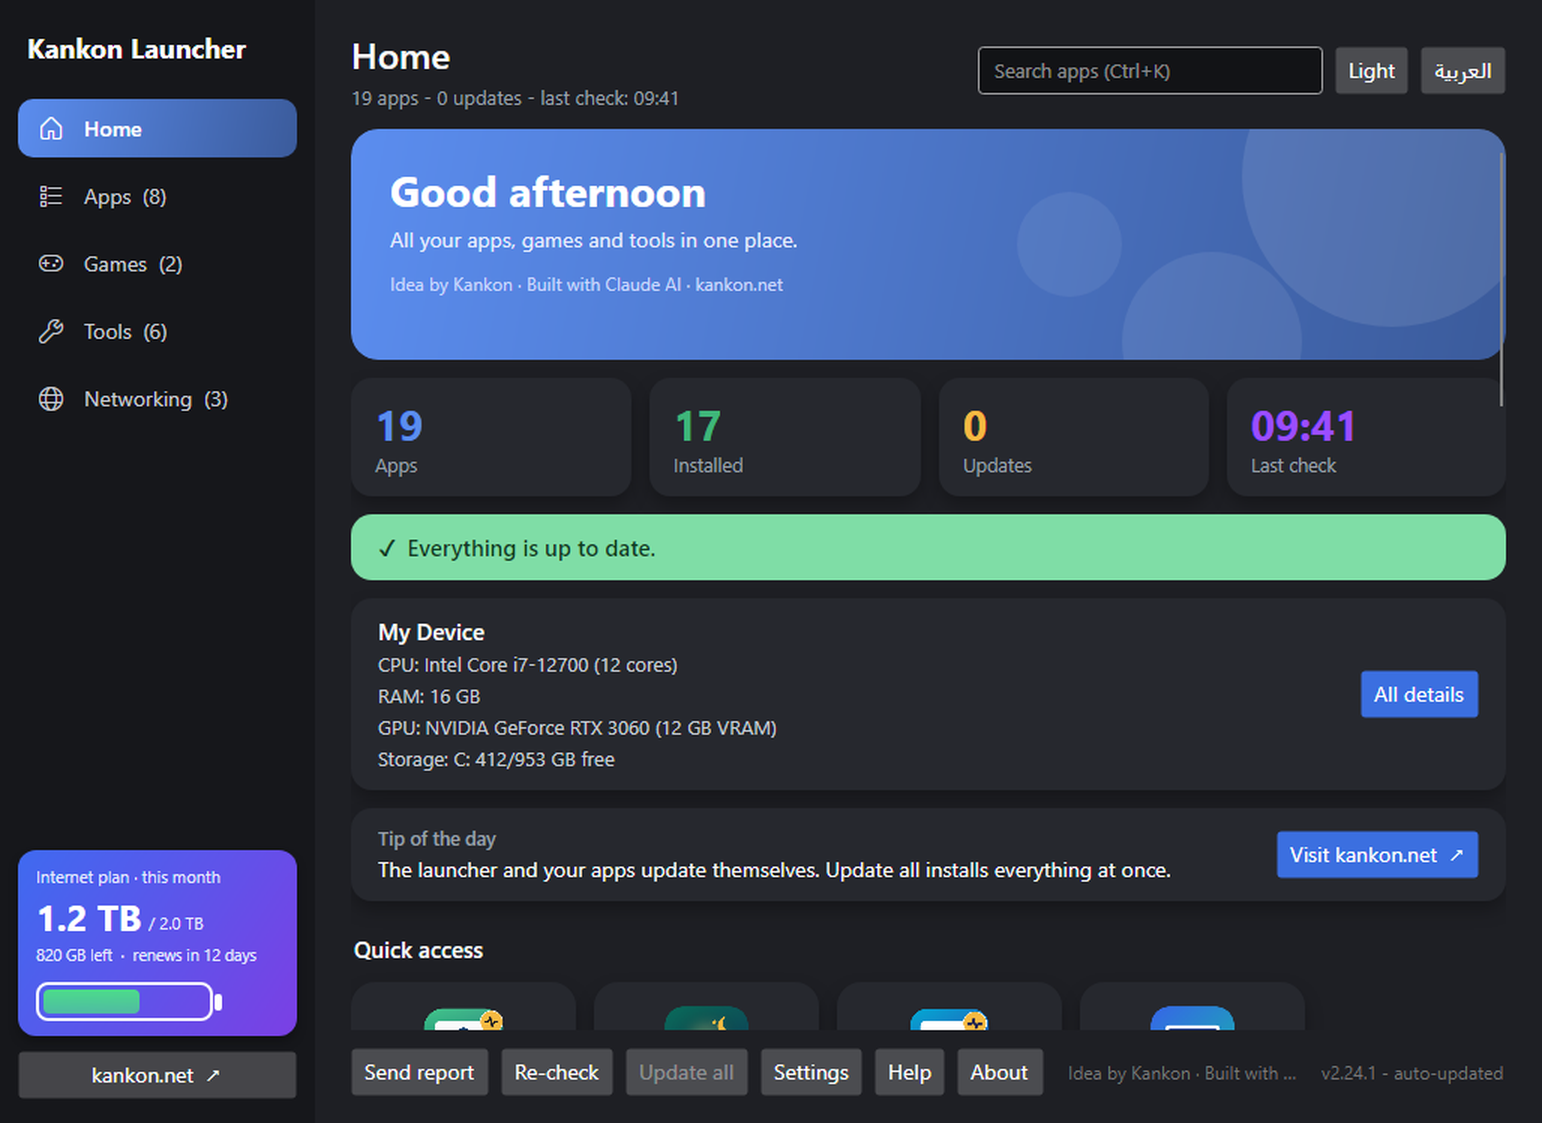 Kankon Launcher
Home
Apps (8)
Games (2)
Tools (6)
Networking (3)
Internet plan · this month
1.2 TB / 2.0 TB
820 GB left · renews in 12 days
kankon.net ↗
Home
19 apps - 0 updates - last check: 09:41
Search apps (Ctrl+K)
Light
العربية
Good afternoon
All your apps, games and tools in one place.
Idea by Kankon · Built with Claude AI · kankon.net
19
Apps
17
Installed
0
Updates
09:41
Last check
✓ Everything is up to date.
My Device
CPU: Intel Core i7-12700 (12 cores)
RAM: 16 GB
GPU: NVIDIA GeForce RTX 3060 (12 GB VRAM)
Storage: C: 412/953 GB free
All details
Tip of the day
The launcher and your apps update themselves. Update all installs everything at once.
Visit kankon.net ↗
Quick access
Send report
Re-check
Update all
Settings
Help
About
Idea by Kankon · Built with ...
v2.24.1 - auto-updated